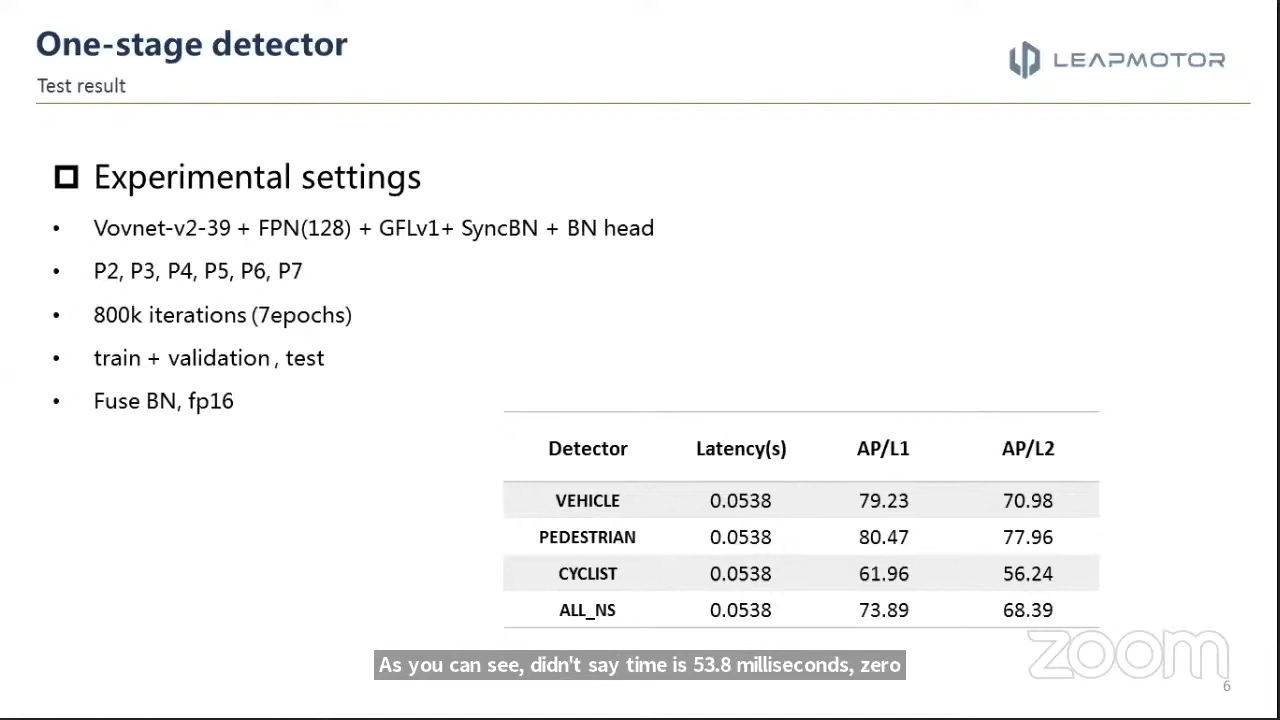 One-stage detector
Test result
LEAPMOTOR
Experimental settings
• Vovnet-v2-39 + FPN(128) + GFLv1+ SyncBN + BN head
• P2, P3, P4, P5, P6, P7
• 800k iterations (7epochs)
• train + validation , test
• Fuse BN, fp16
Detector Latency(s) AP/L1 AP/L2
VEHICLE 0.0538 79.23 70.98
PEDESTRIAN 0.0538 80.47 77.96
CYCLIST 0.0538 61.96 56.24
ALL_NS 0.0538 73.89 68.39
zoom
As you can see, didn't say time is 53.8 milliseconds, zero
6